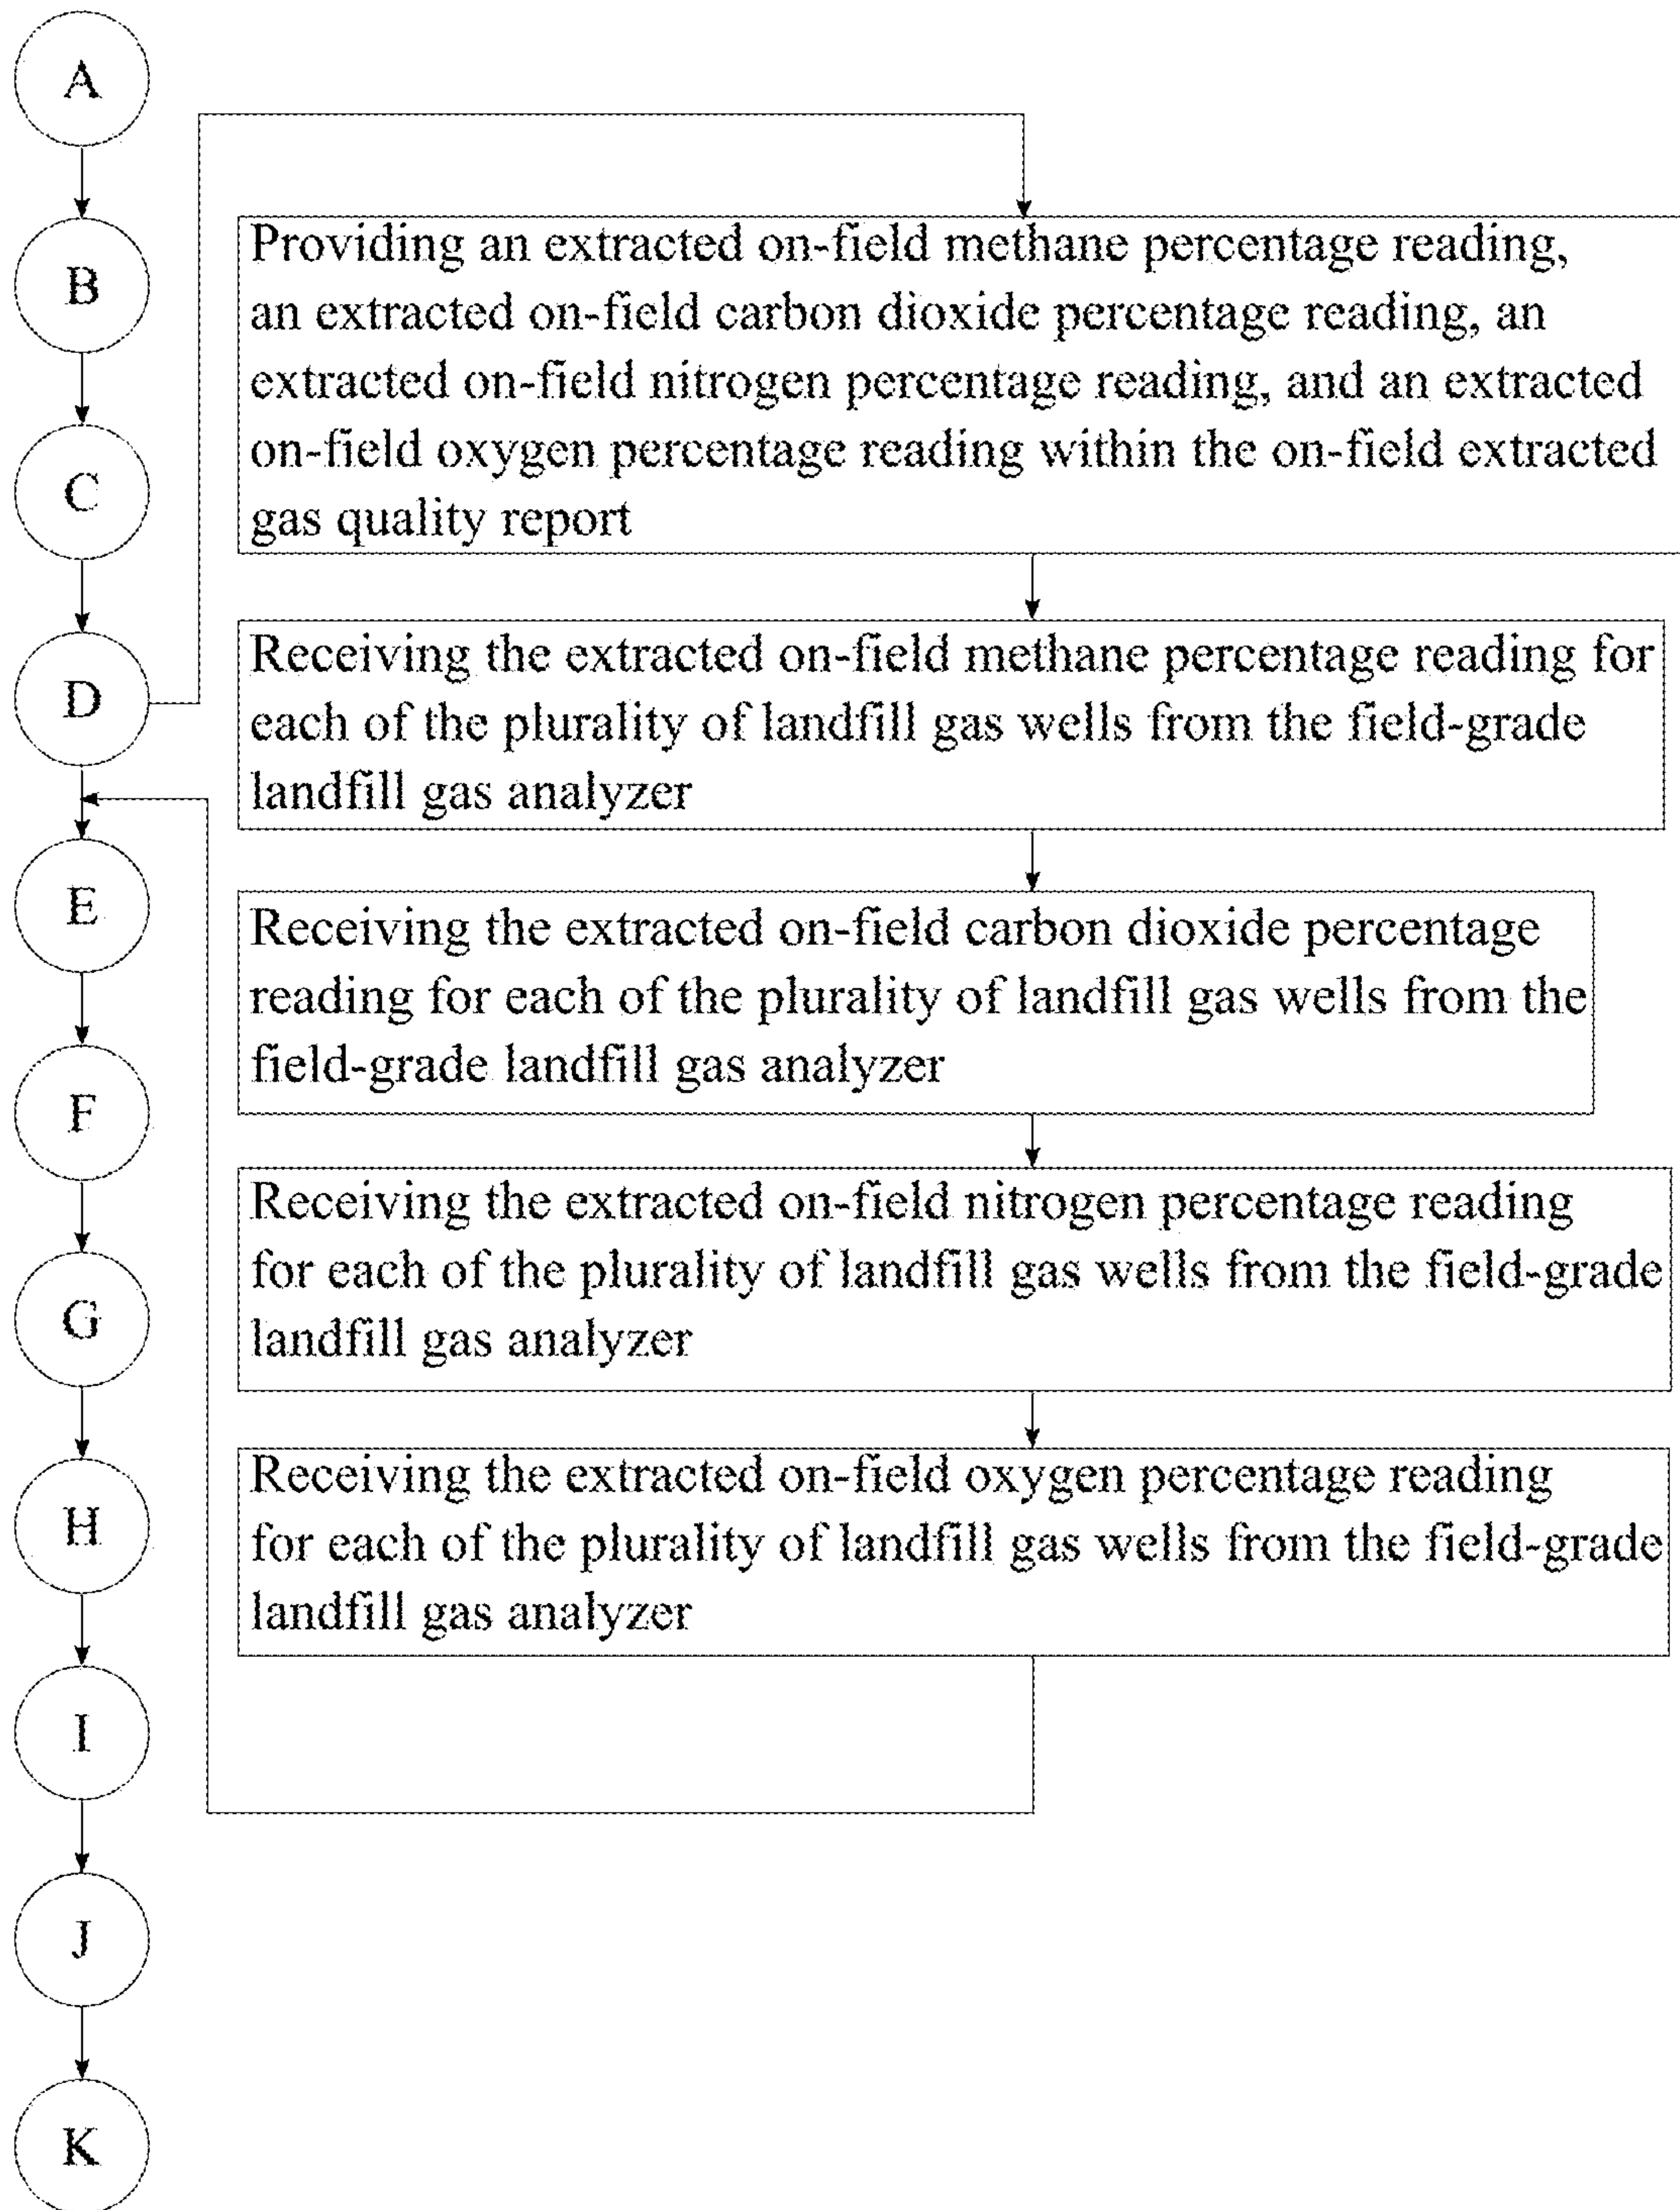 A
B
C
D
E
F
G
H
I
J
K
Providing an extracted on-field methane percentage reading,
an extracted on-field carbon dioxide percentage reading, an
extracted on-field nitrogen percentage reading, and an extracted
on-field oxygen percentage reading within the on-field extracted
gas quality report
Receiving the extracted on-field methane percentage reading for
each of the plurality of landfill gas wells from the field-grade
landfill gas analyzer
Receiving the extracted on-field carbon dioxide percentage
reading for each of the plurality of landfill gas wells from the
field-grade landfill gas analyzer
Receiving the extracted on-field nitrogen percentage reading
for each of the plurality of landfill gas wells from the field-grade
landfill gas analyzer
Receiving the extracted on-field oxygen percentage reading
for each of the plurality of landfill gas wells from the field-grade
landfill gas analyzer